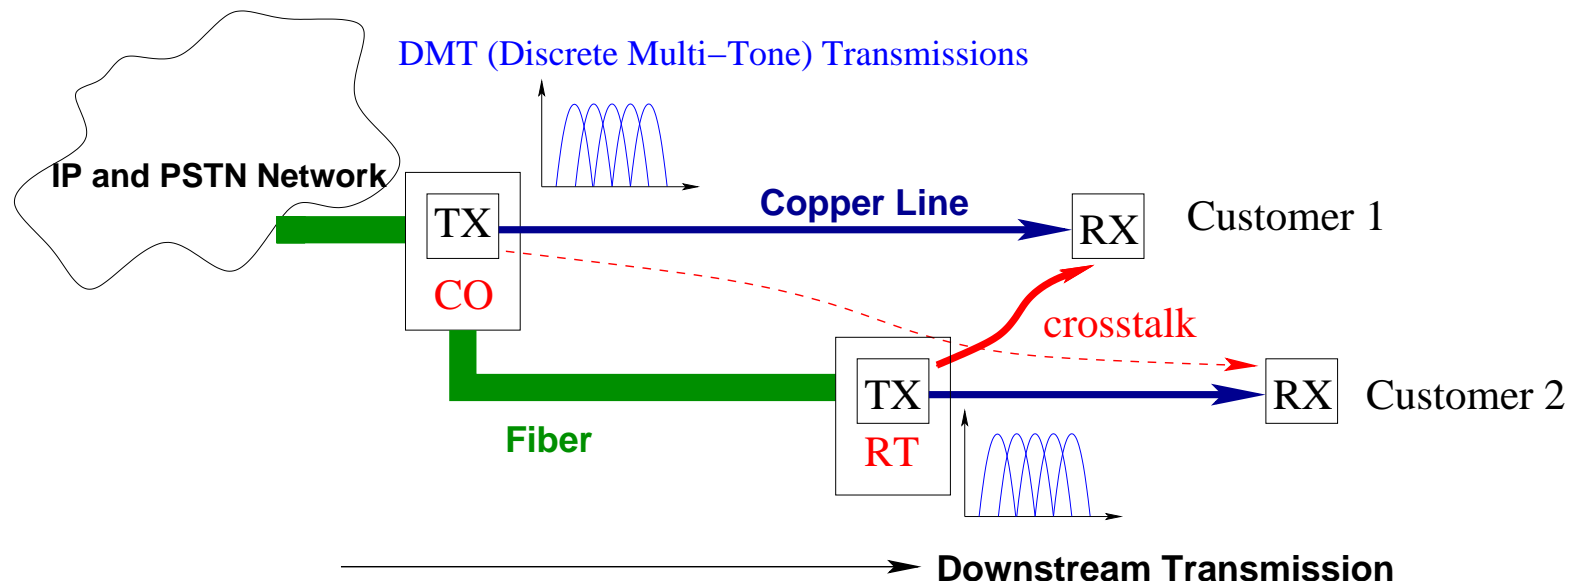 DMT (Discrete Multi−Tone) Transmissions
IP and PSTN Network
TX
Copper Line
RX
Customer 1
CO
crosstalk
TX
RX
Customer 2
Fiber
RT
Downstream Transmission